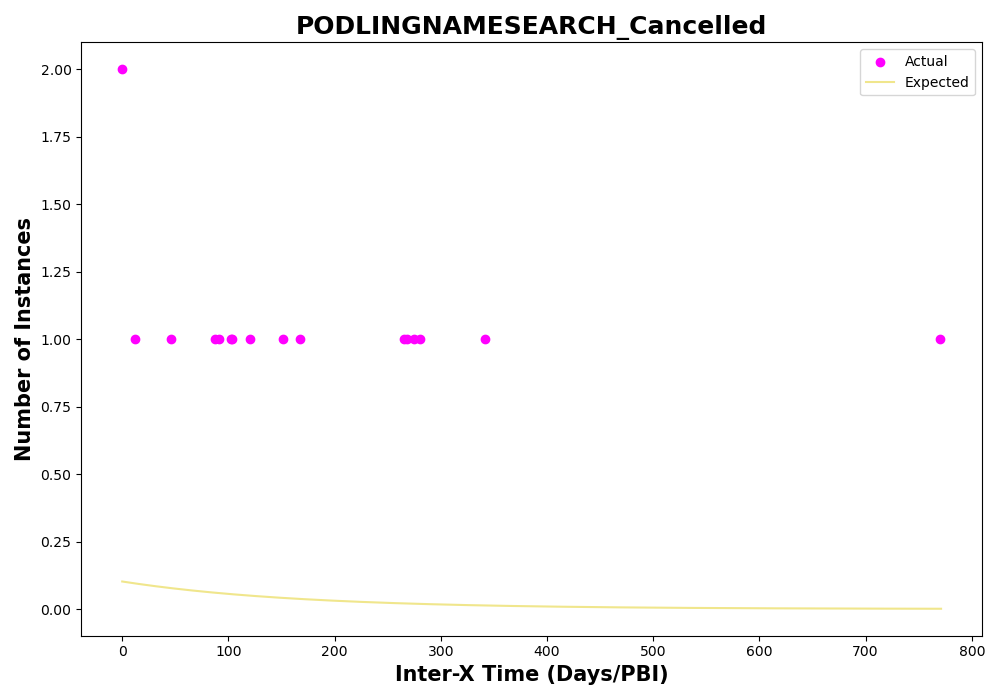 PODLINGNAMESEARCH_Cancelled
Actual
Expected
2.00
1.75
1.50
1.25
1.00
0.75
0.50
0.25
0.00
Number of Instances
0 100 200 300 400 500 600 700 800
Inter-X Time (Days/PBI)